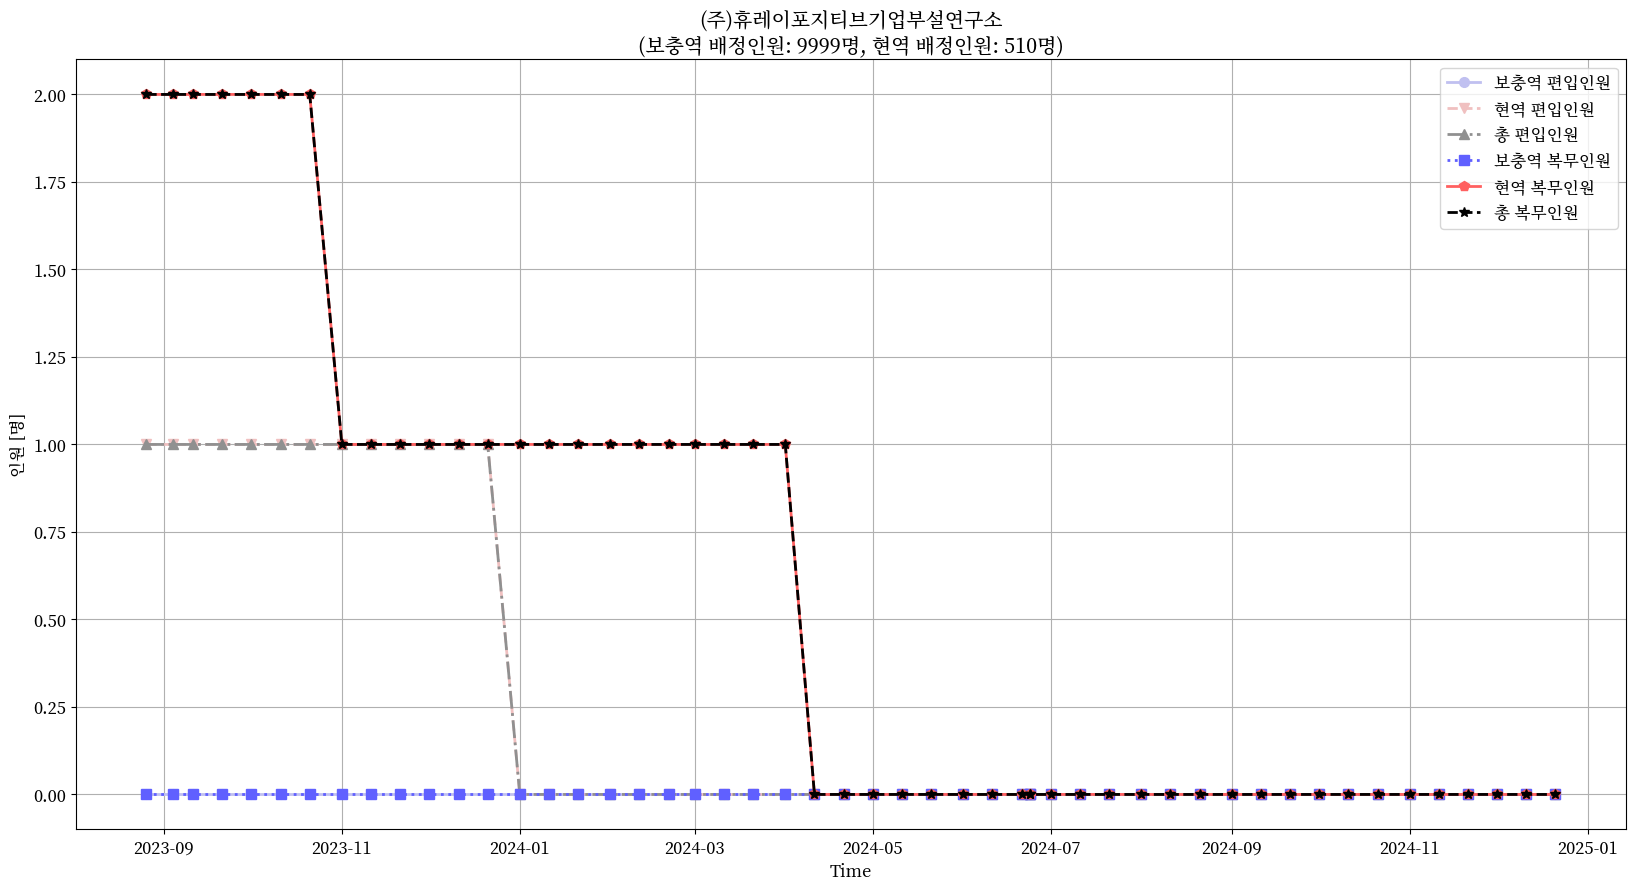 (주)휴레이포지티브기업부설연구소
(보충역 배정인원: 9999명, 현역 배정인원: 510명)
보충역 편입인원
현역 편입인원
총 편입인원
보충역 복무인원
현역 복무인원
총 복무인원
인원 [명]
2.00
1.75
1.50
1.25
1.00
0.75
0.50
0.25
0.00
2023-09
2023-11
2024-01
2024-03
2024-05
2024-07
2024-09
2024-11
2025-01
Time